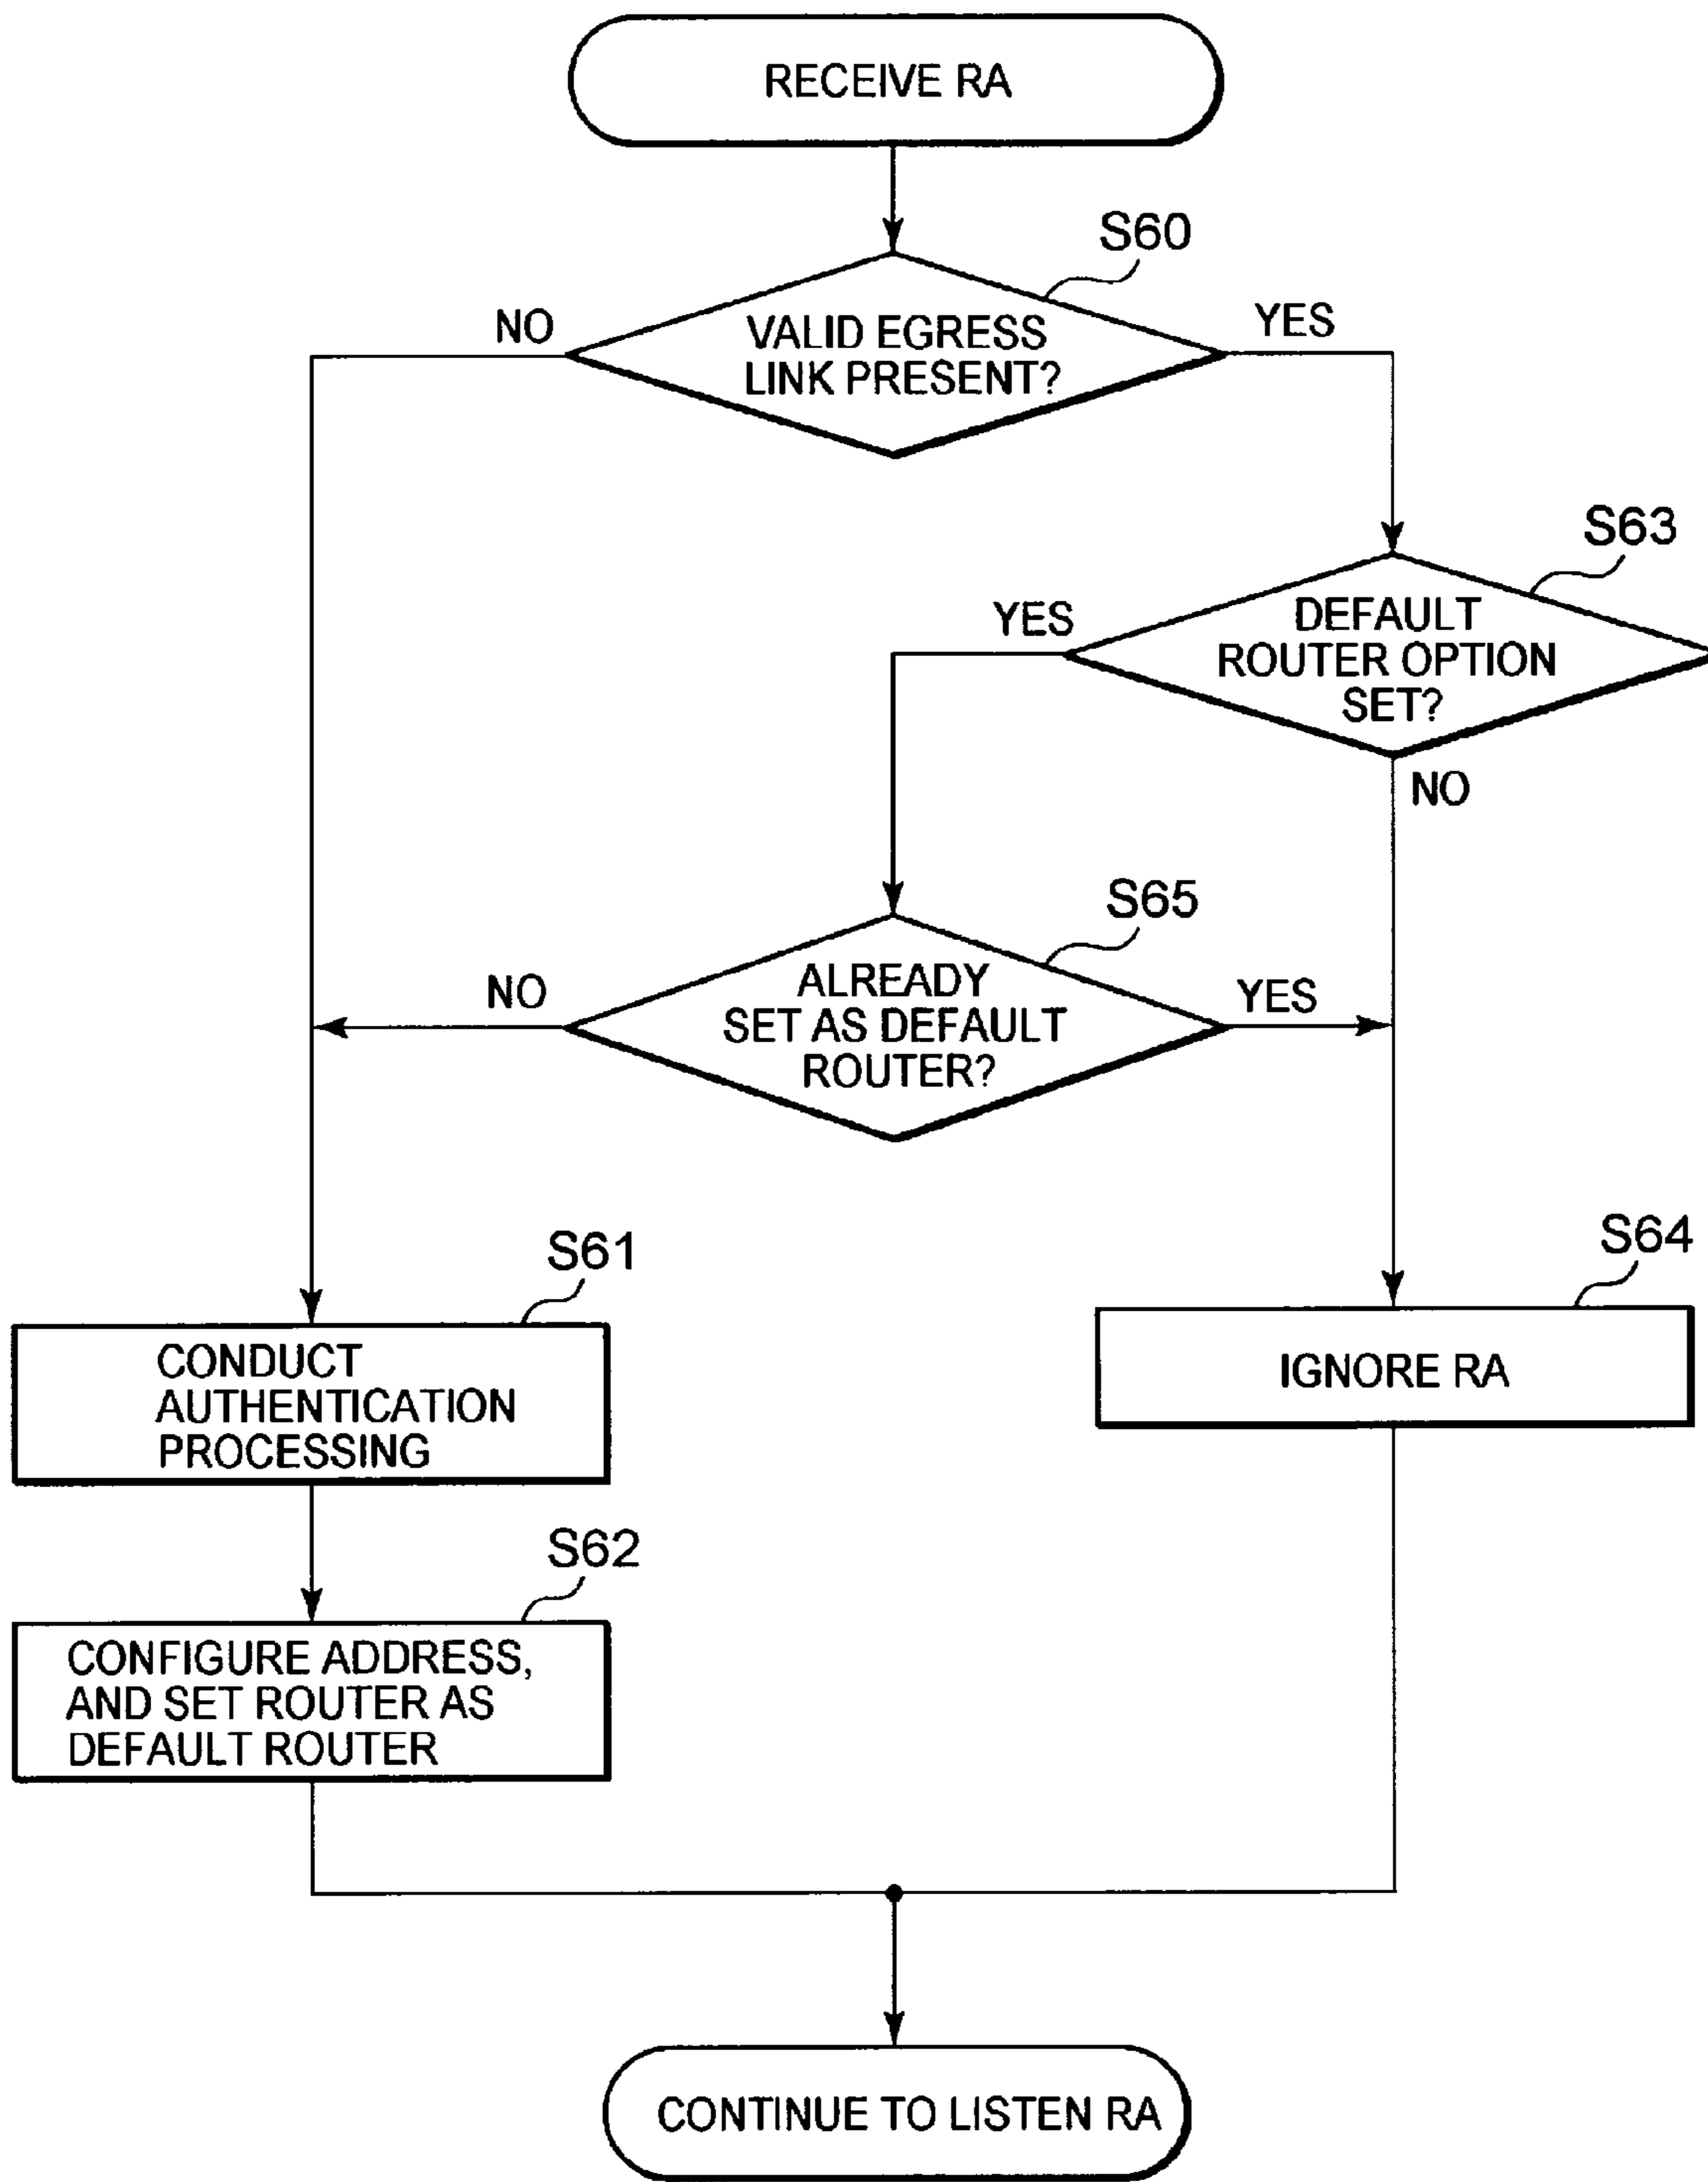 RECEIVE RA
S60
NO
VALID EGRESS
LINK PRESENT?
YES
S63
YES
DEFAULT
ROUTER OPTION
SET?
NO
S65
NO
ALREADY
SET AS DEFAULT
ROUTER?
YES
S61
CONDUCT
AUTHENTICATION
PROCESSING
S64
IGNORE RA
S62
CONFIGURE ADDRESS,
AND SET ROUTER AS
DEFAULT ROUTER
CONTINUE TO LISTEN RA